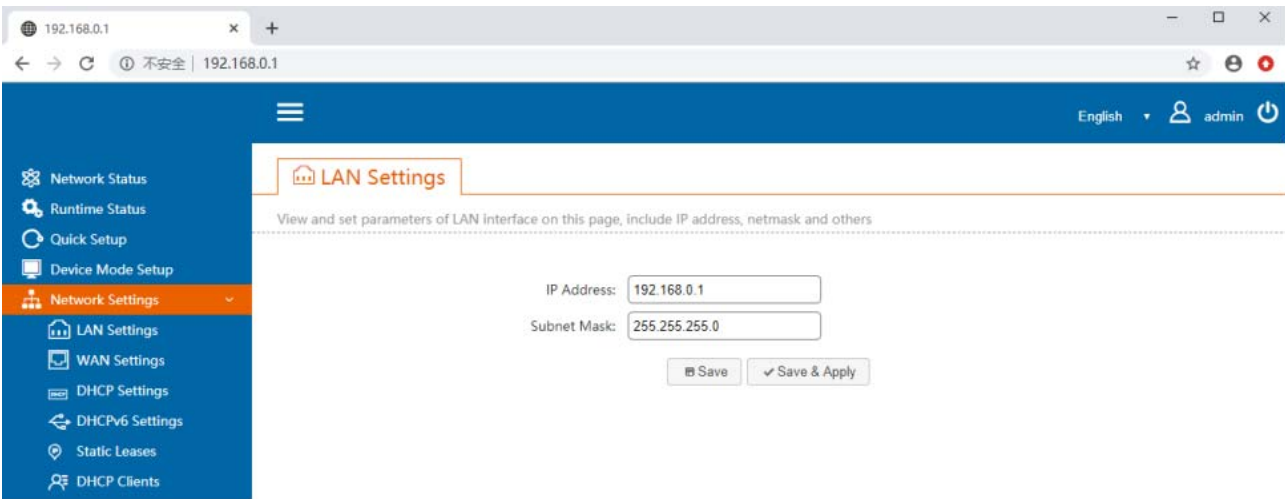 192.168.0.1
不安全 | 192.168.0.1
English admin
Network Status
Runtime Status
Quick Setup
Device Mode Setup
Network Settings
LAN Settings
WAN Settings
DHCP Settings
DHCPv6 Settings
Static Leases
DHCP Clients
LAN Settings
View and set parameters of LAN interface on this page, include IP address, netmask and others
IP Address: 192.168.0.1
Subnet Mask: 255.255.255.0
Save Save & Apply